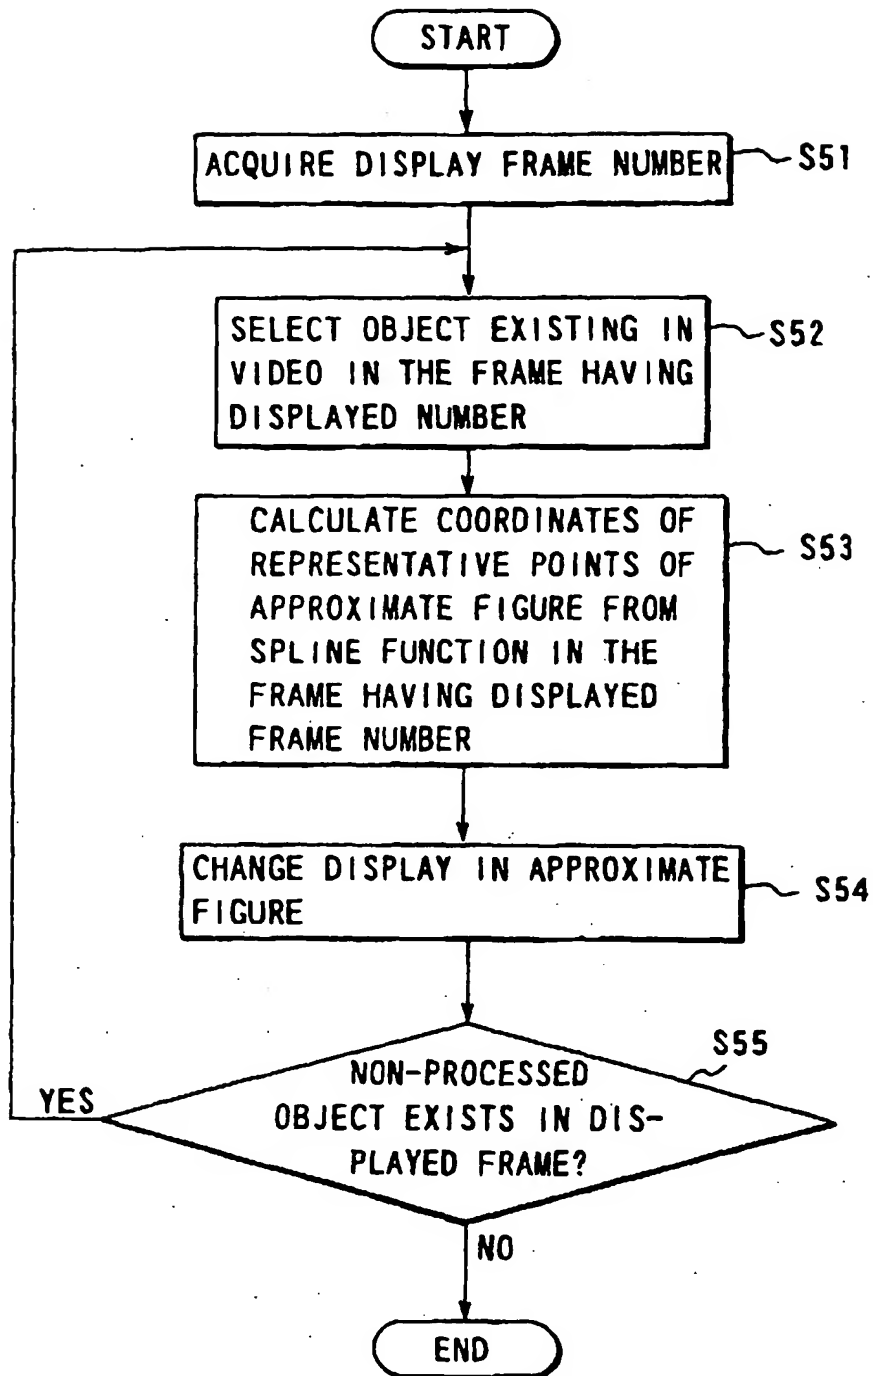 START
ACQUIRE DISPLAY FRAME NUMBER
S51
SELECT OBJECT EXISTING IN
VIDEO IN THE FRAME HAVING
DISPLAYED NUMBER
S52
CALCULATE COORDINATES OF
REPRESENTATIVE POINTS OF
APPROXIMATE FIGURE FROM
SPLINE FUNCTION IN THE
FRAME HAVING DISPLAYED
FRAME NUMBER
S53
CHANGE DISPLAY IN APPROXIMATE
FIGURE
S54
S55
NON-PROCESSED
OBJECT EXISTS IN DIS-
PLAYED FRAME?
YES
NO
END